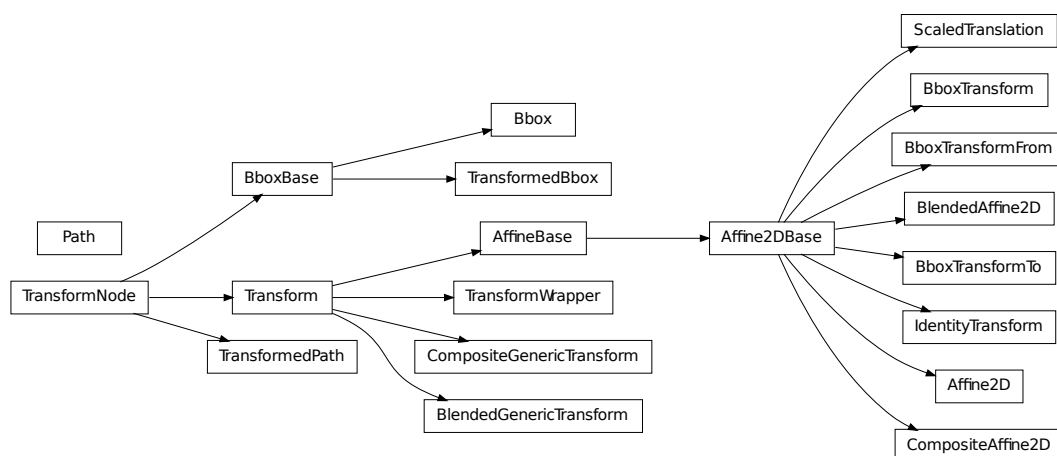 ScaledTranslation
BboxTransform
Bbox
BboxTransformFrom
BboxBase
TransformedBbox
BlendedAffine2D
Path
AffineBase
Affine2DBase
BboxTransformTo
TransformNode
Transform
TransformWrapper
IdentityTransform
TransformedPath
CompositeGenericTransform
Affine2D
BlendedGenericTransform
CompositeAffine2D